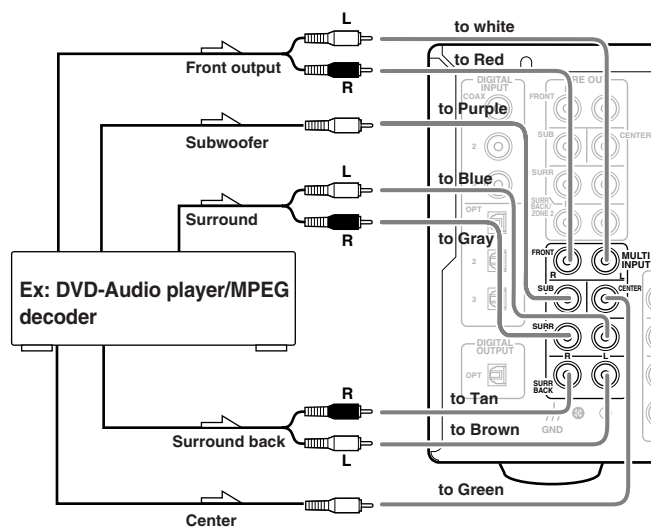 L
to white
Front output
to Red
R
DIGITAL
INPUT
COAX
PRE OUT
FRONT
to Purple
Subwoofer
2
SUB
CENTER
L
to Blue
SURR
Surround
R
OPT
SURR
BACK/
ZONE 2
to Gray
2
FRONT
MULTI
INPUT
R
L
Ex: DVD-Audio player/MPEG
decoder
3
SUB
CENTER
SURR
DIGITAL
OUTPUT
R
L
OPT
R
SURR
BACK
to Tan
Surround back
GND
to Brown
L
to Green
Center